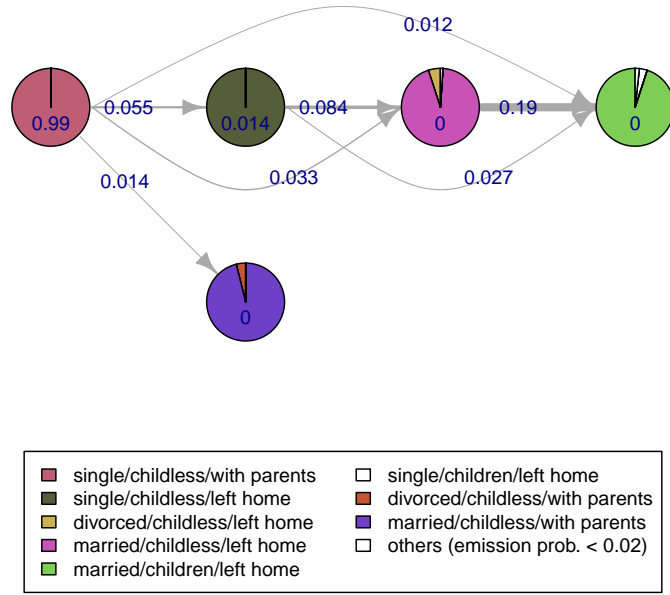 0.012
0.99
0.055
0.014
0.084
0
0.19
0
0.014
0.033
0.027
0
single/childless/with parents
single/childless/left home
divorced/childless/left home
married/childless/left home
married/children/left home
single/children/left home
divorced/childless/with parents
married/childless/with parents
others (emission prob. < 0.02)